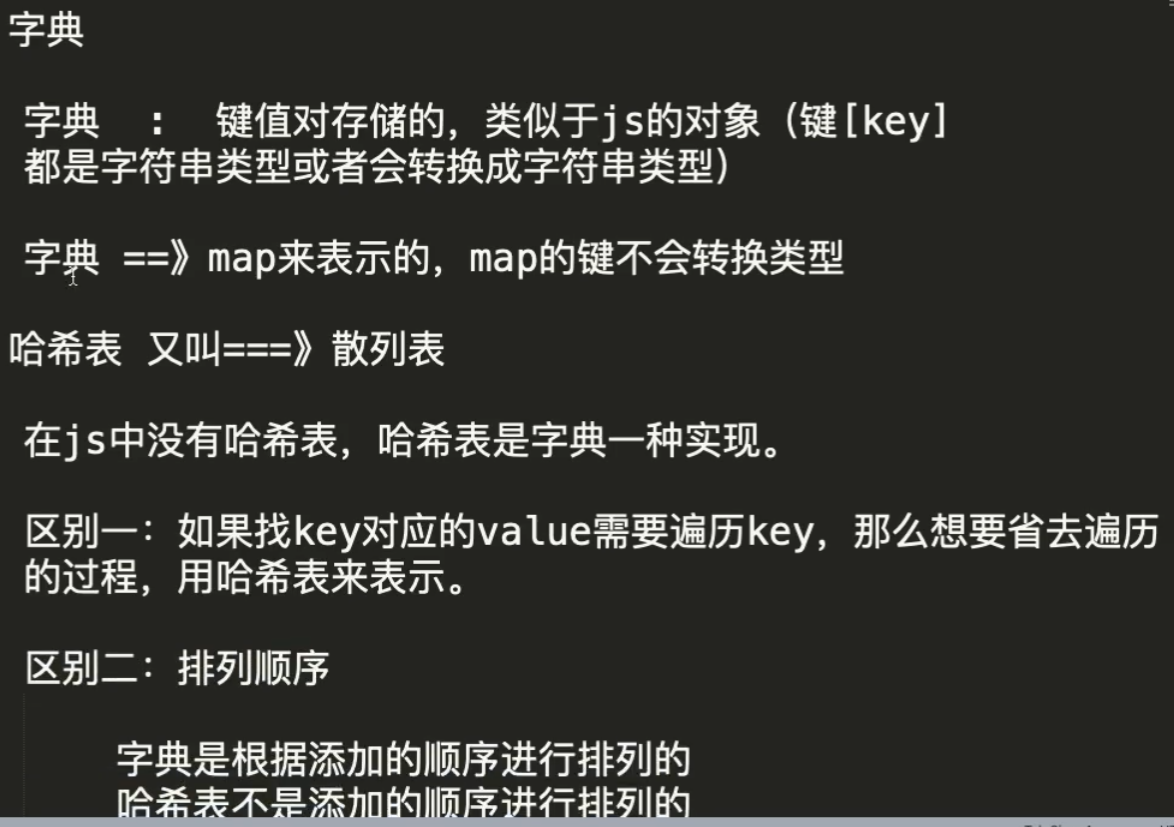 字典
字典 : 键值对存储的，类似于js的对象（键[key]
都是字符串类型或者会转换成字符串类型）
字典 ==》map来表示的，map的键不会转换类型
哈希表 又叫===》散列表
在js中没有哈希表，哈希表是字典一种实现。
区别一：如果找key对应的value需要遍历key，那么想要省去遍历
的过程，用哈希表来表示。
区别二：排列顺序
字典是根据添加的顺序进行排列的
哈希表不是添加的顺序进行排列的